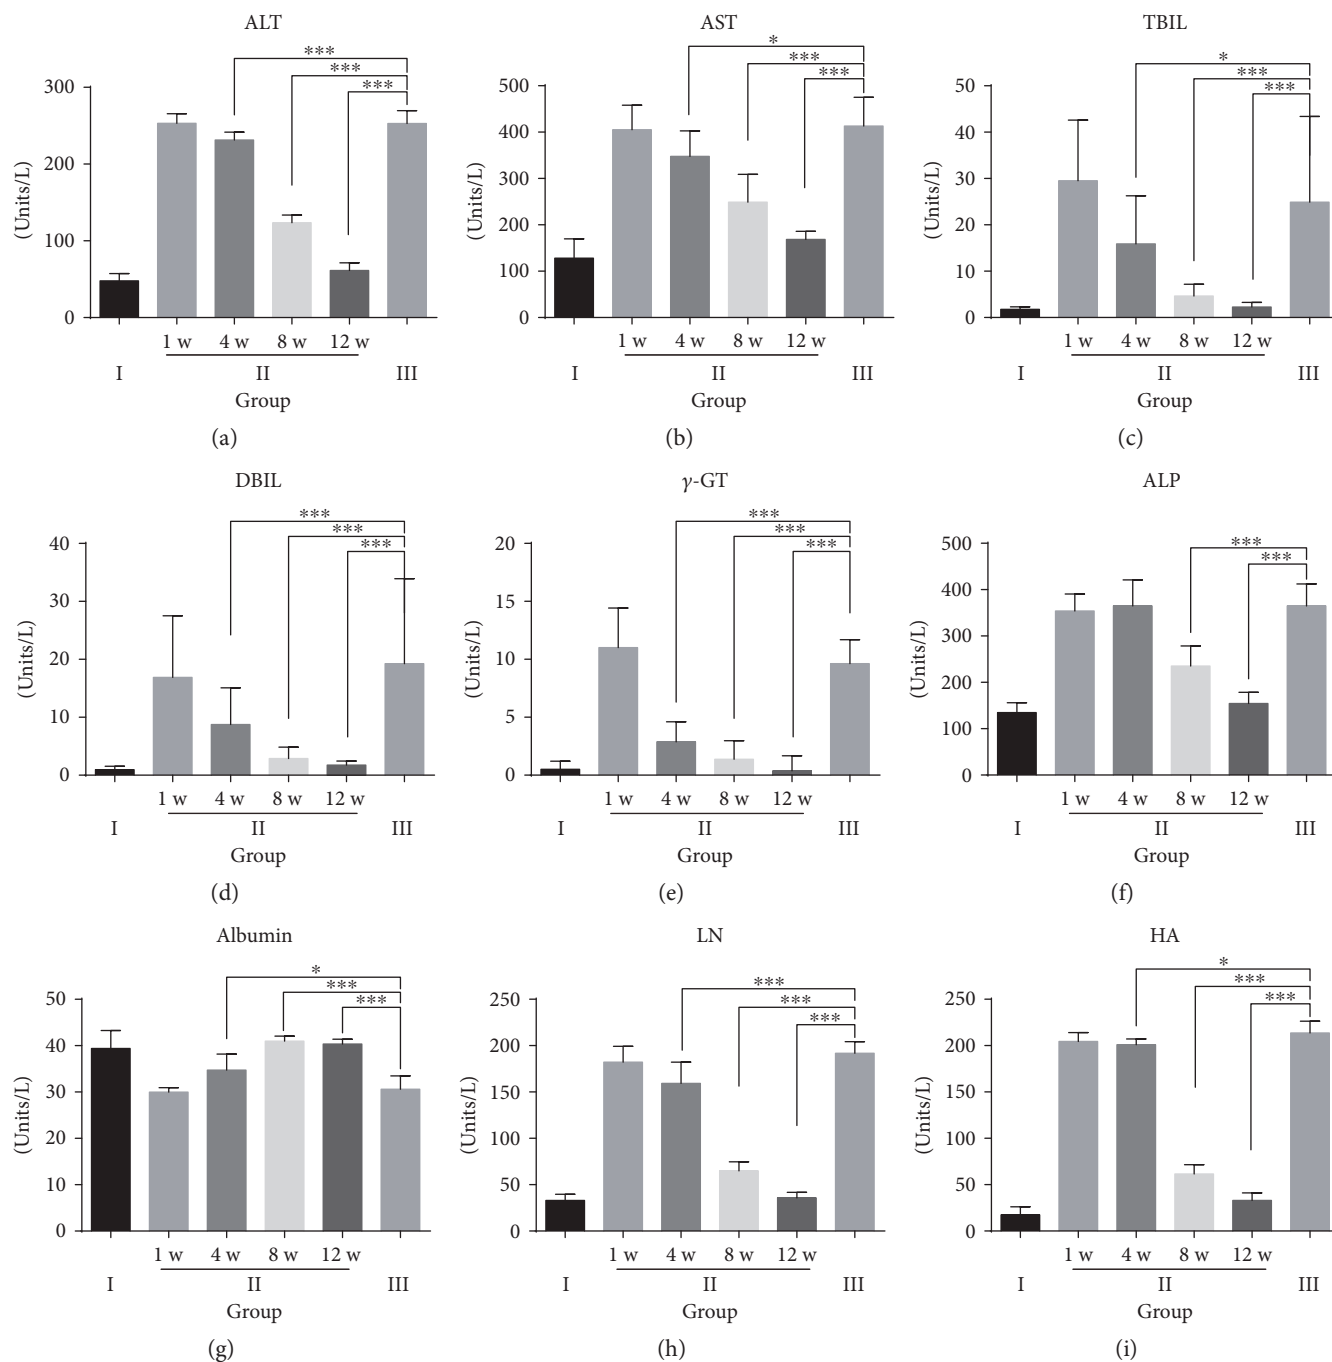 ALT
***
***
***
300
200
100
0
(Units/L)
1 w 4 w 8 w 12 w
I II III
Group
(a)
AST
*
***
***
500
400
300
200
100
0
(Units/L)
1 w 4 w 8 w 12 w
I II III
Group
(b)
TBIL
*
***
***
50
40
30
20
10
0
(Units/L)
1 w 4 w 8 w 12 w
I II III
Group
(c)
DBIL
***
***
***
40
30
20
10
0
(Units/L)
1 w 4 w 8 w 12 w
I II III
Group
(d)
γ-GT
***
***
***
20
15
10
5
0
(Units/L)
1 w 4 w 8 w 12 w
I II III
Group
(e)
ALP
***
***
500
400
300
200
100
0
(Units/L)
1 w 4 w 8 w 12 w
I II III
Group
(f)
Albumin
*
***
***
50
40
30
20
10
0
(Units/L)
1 w 4 w 8 w 12 w
I II III
Group
(g)
LN
***
***
***
250
200
150
100
50
0
(Units/L)
1 w 4 w 8 w 12 w
I II III
Group
(h)
HA
*
***
***
250
200
150
100
50
0
(Units/L)
1 w 4 w 8 w 12 w
I II III
Group
(i)